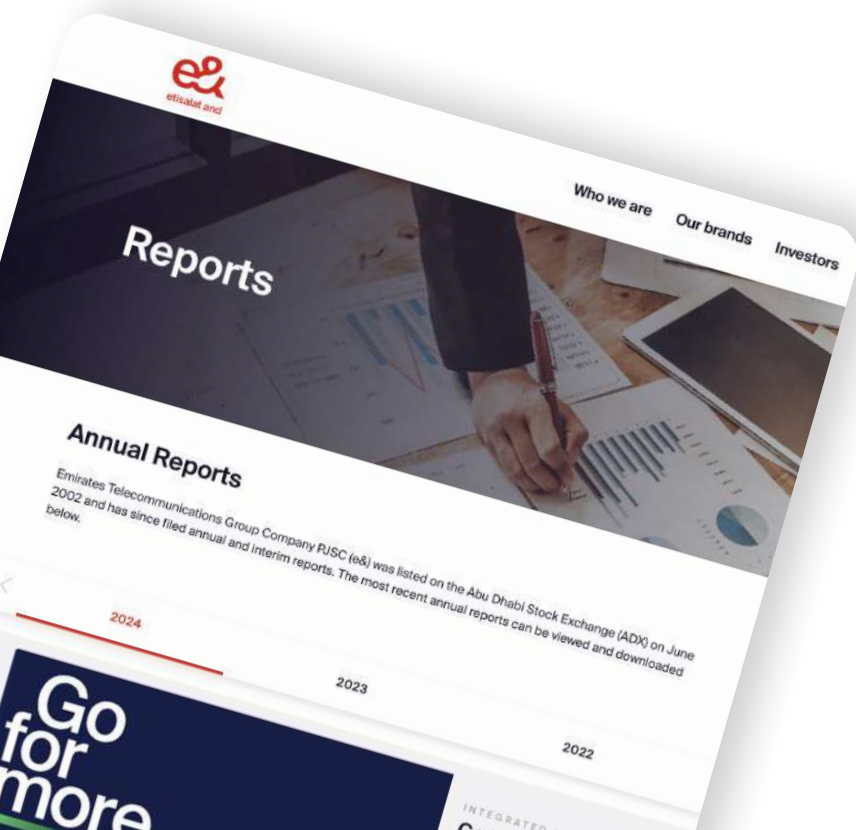 e&
etisalat and
Who we are
Our brands
Investors
Reports
Annual Reports
Emirates Telecommunications Group Company PJSC (e&) was listed on the Abu Dhabi Stock Exchange (ADX) on June
2002 and has since filed annual and interim reports. The most recent annual reports can be viewed and downloaded
below.
2024
2023
2022
Go
for
more
INTEGRATED